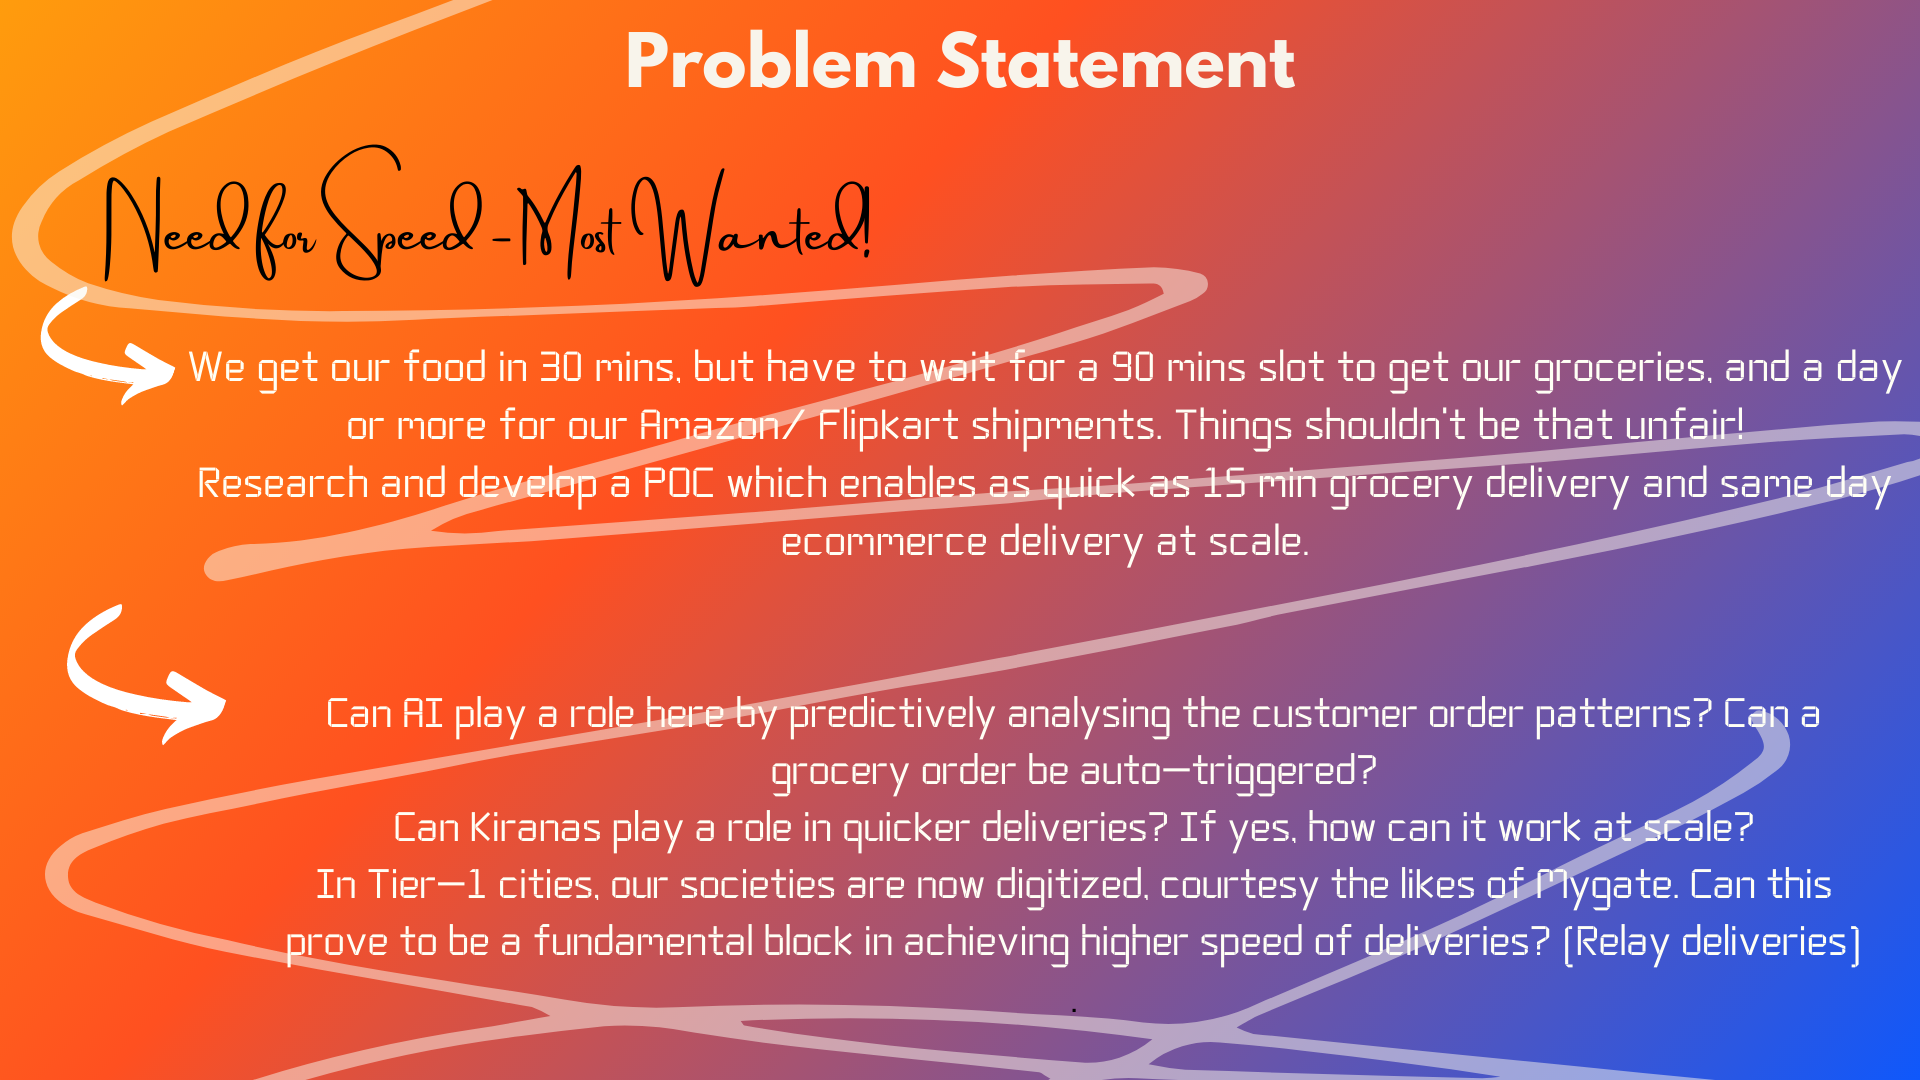 Problem Statement
Need for Speed - Most Wanted!
We get our food in 30 mins, but have to wait for a 90 mins slot to get our groceries, and a day
or more for our Amazon/ Flipkart shipments. Things shouldn't be that unfair!
Research and develop a POC which enables as quick as 15 min grocery delivery and same day
ecommerce delivery at scale.
Can AI play a role here by predictively analysing the customer order patterns? Can a
grocery order be auto-triggered?
Can Kiranas play a role in quicker deliveries? If yes, how can it work at scale?
In Tier-1 cities, our societies are now digitized, courtesy the likes of Mygate. Can this
prove to be a fundamental block in achieving higher speed of deliveries? (Relay deliveries)
.